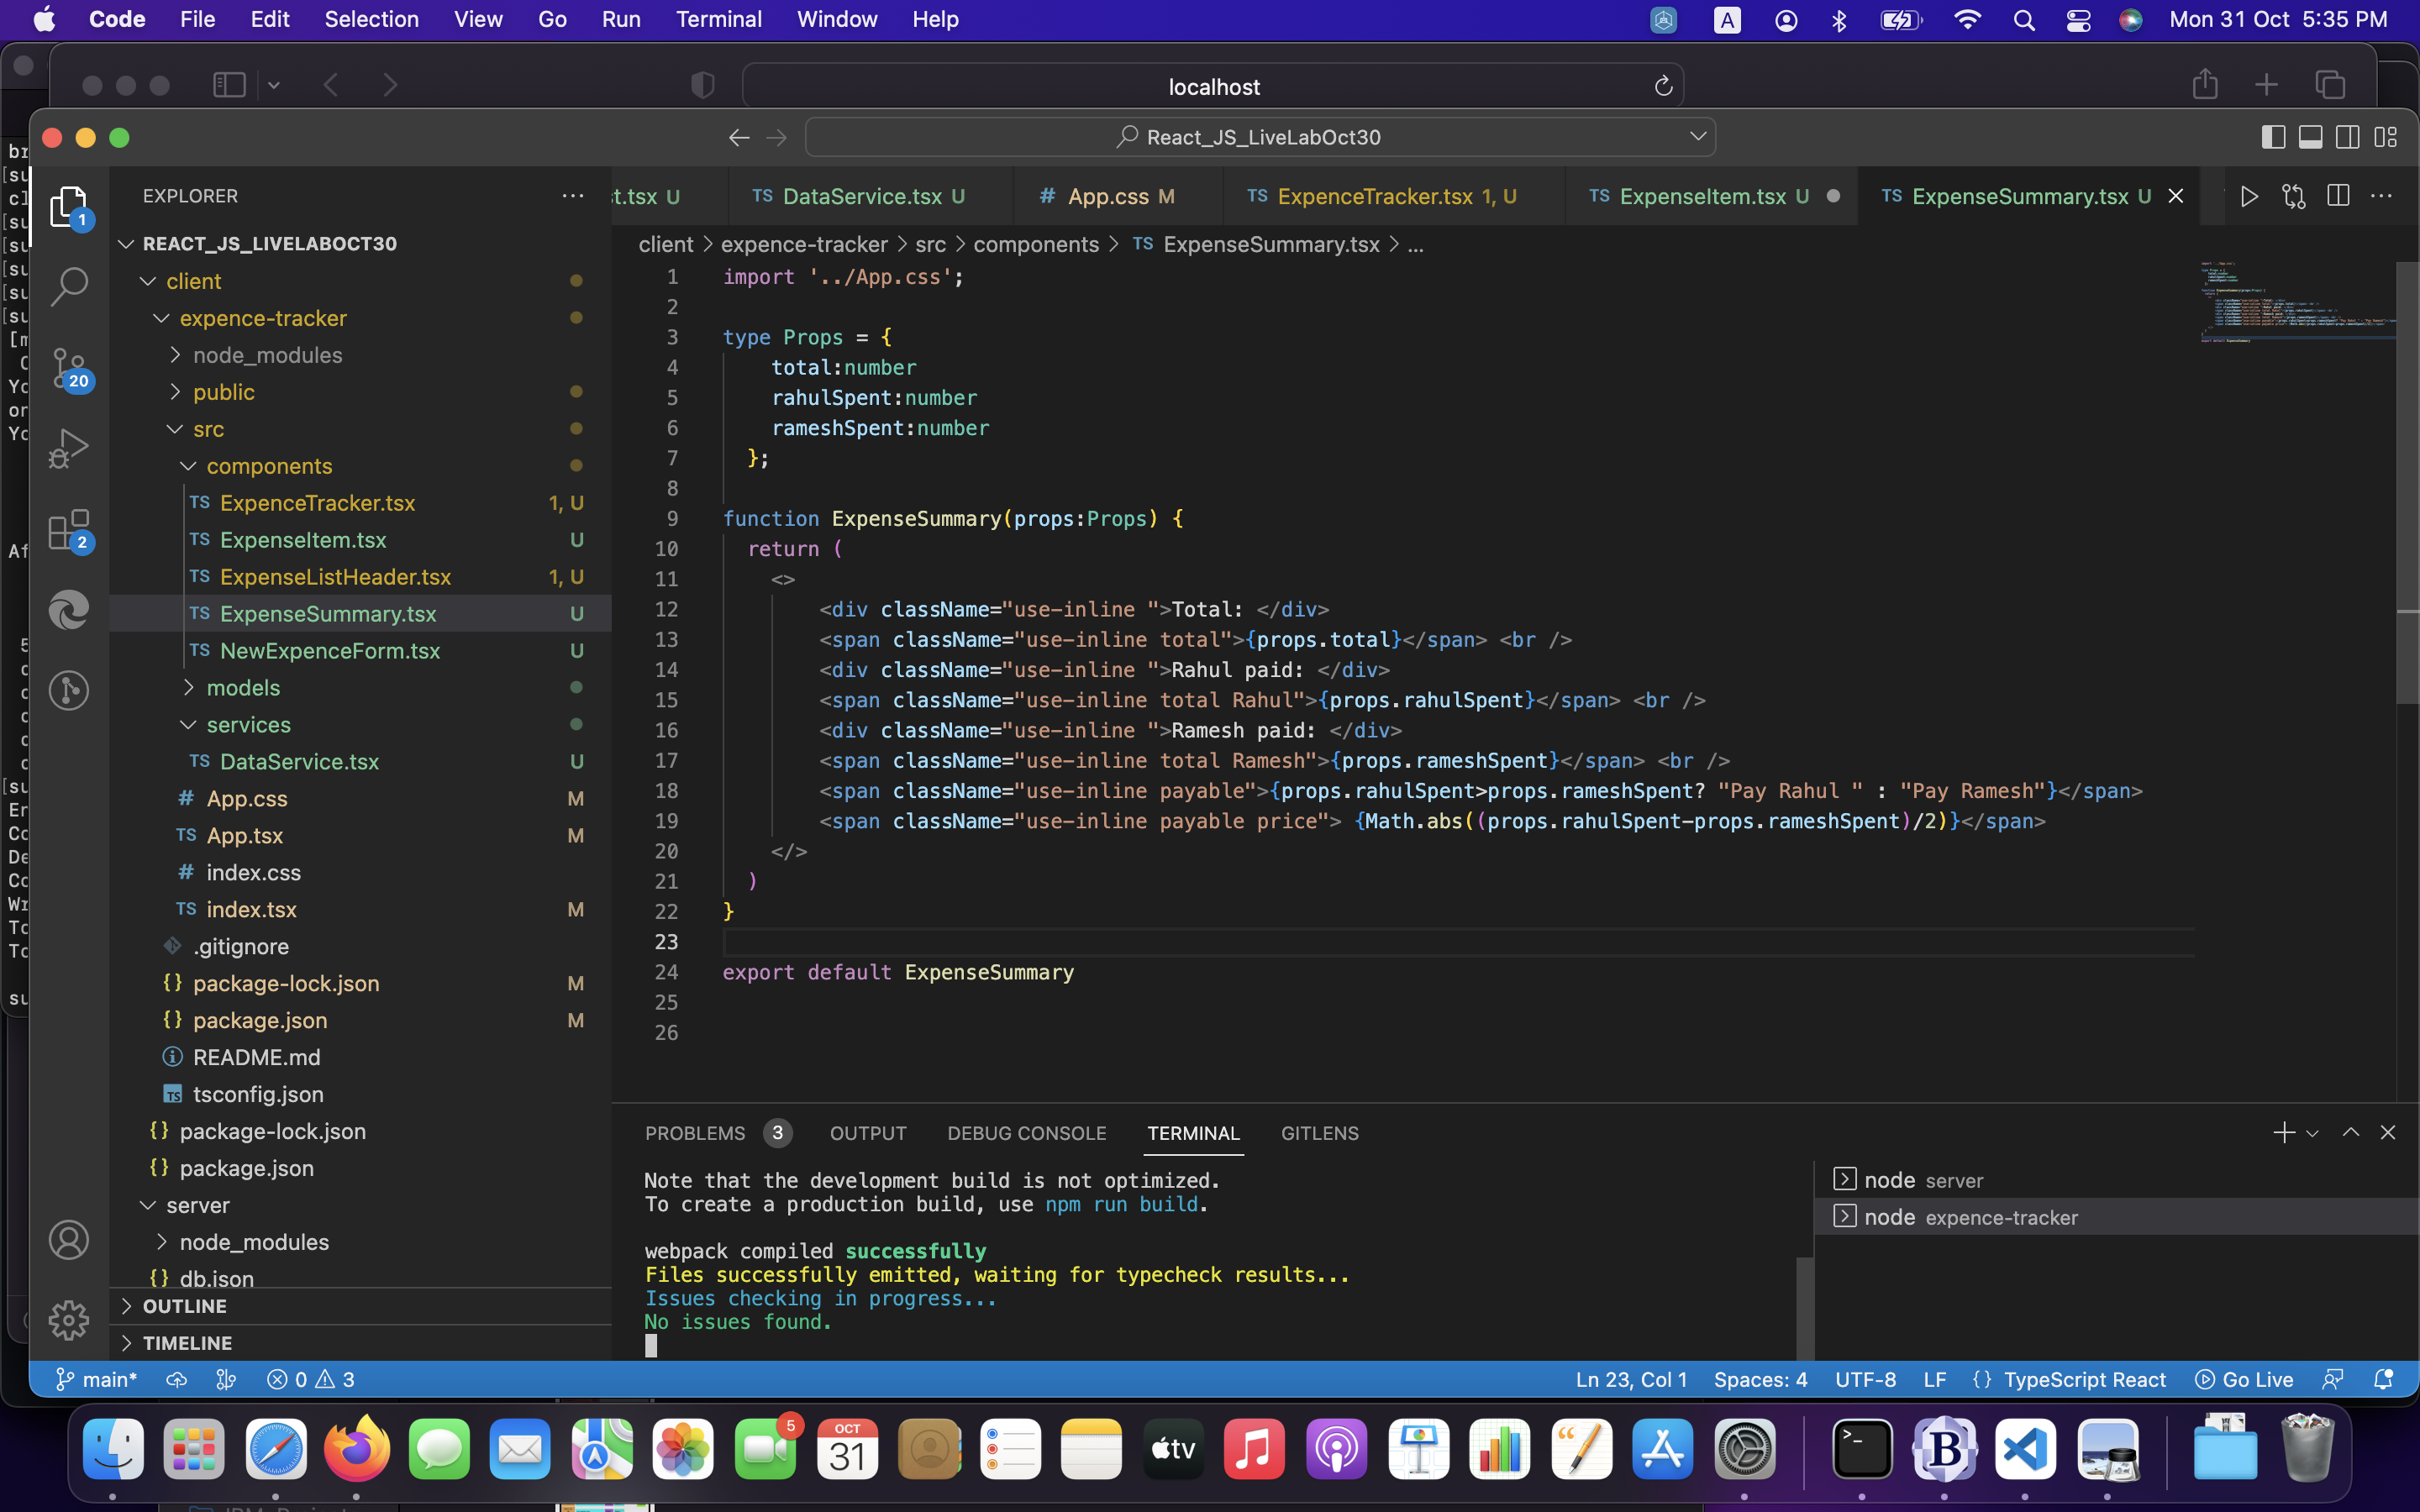 Code File Edit Selection View Go Run Terminal Window Help
A
Mon 31 Oct 5:35 PM
localhost
React_JS_LiveLabOct30
EXPLORER
REACT_JS_LIVELABOCT30
client
expence-tracker
node_modules
public
src
components
ExpenceTracker.tsx 1, U
ExpenseItem.tsx U
ExpenseListHeader.tsx 1, U
ExpenseSummary.tsx U
NewExpenceForm.tsx U
models
services
DataService.tsx U
App.css M
App.tsx M
index.css
index.tsx M
.gitignore
package-lock.json M
package.json M
README.md
tsconfig.json
package-lock.json
package.json
server
node_modules
db.json
OUTLINE
TIMELINE
1
20
2
t.tsx U DataService.tsx U App.css M ExpenceTracker.tsx 1, U ExpenseItem.tsx U ExpenseSummary.tsx U
client > expence-tracker > src > components > TS ExpenseSummary.tsx > ...
1 import '../App.css';
2
3 type Props = {
4 total:number
5 rahulSpent:number
6 rameshSpent:number
7 };
8
9 function ExpenseSummary(props:Props) {
10 return (
11 <>
12 <div className="use-inline ">Total: </div>
13 <span className="use-inline total">{props.total}</span> <br />
14 <div className="use-inline ">Rahul paid: </div>
15 <span className="use-inline total Rahul">{props.rahulSpent}</span> <br />
16 <div className="use-inline ">Ramesh paid: </div>
17 <span className="use-inline total Ramesh">{props.rameshSpent}</span> <br />
18 <span className="use-inline payable">{props.rahulSpent>props.rameshSpent? "Pay Rahul " : "Pay Ramesh"}</span>
19 <span className="use-inline payable price"> {Math.abs((props.rahulSpent-props.rameshSpent)/2)}</span>
20 </>
21 )
22 }
23
24 export default ExpenseSummary
25
26
PROBLEMS 3 OUTPUT DEBUG CONSOLE TERMINAL GITLENS
Note that the development build is not optimized.
To create a production build, use npm run build.
webpack compiled successfully
Files successfully emitted, waiting for typecheck results...
Issues checking in progress...
No issues found.
node server
node expence-tracker
main* 0 3 Ln 23, Col 1 Spaces: 4 UTF-8 LF {} TypeScript React Go Live
5
OCT
31
tv
B